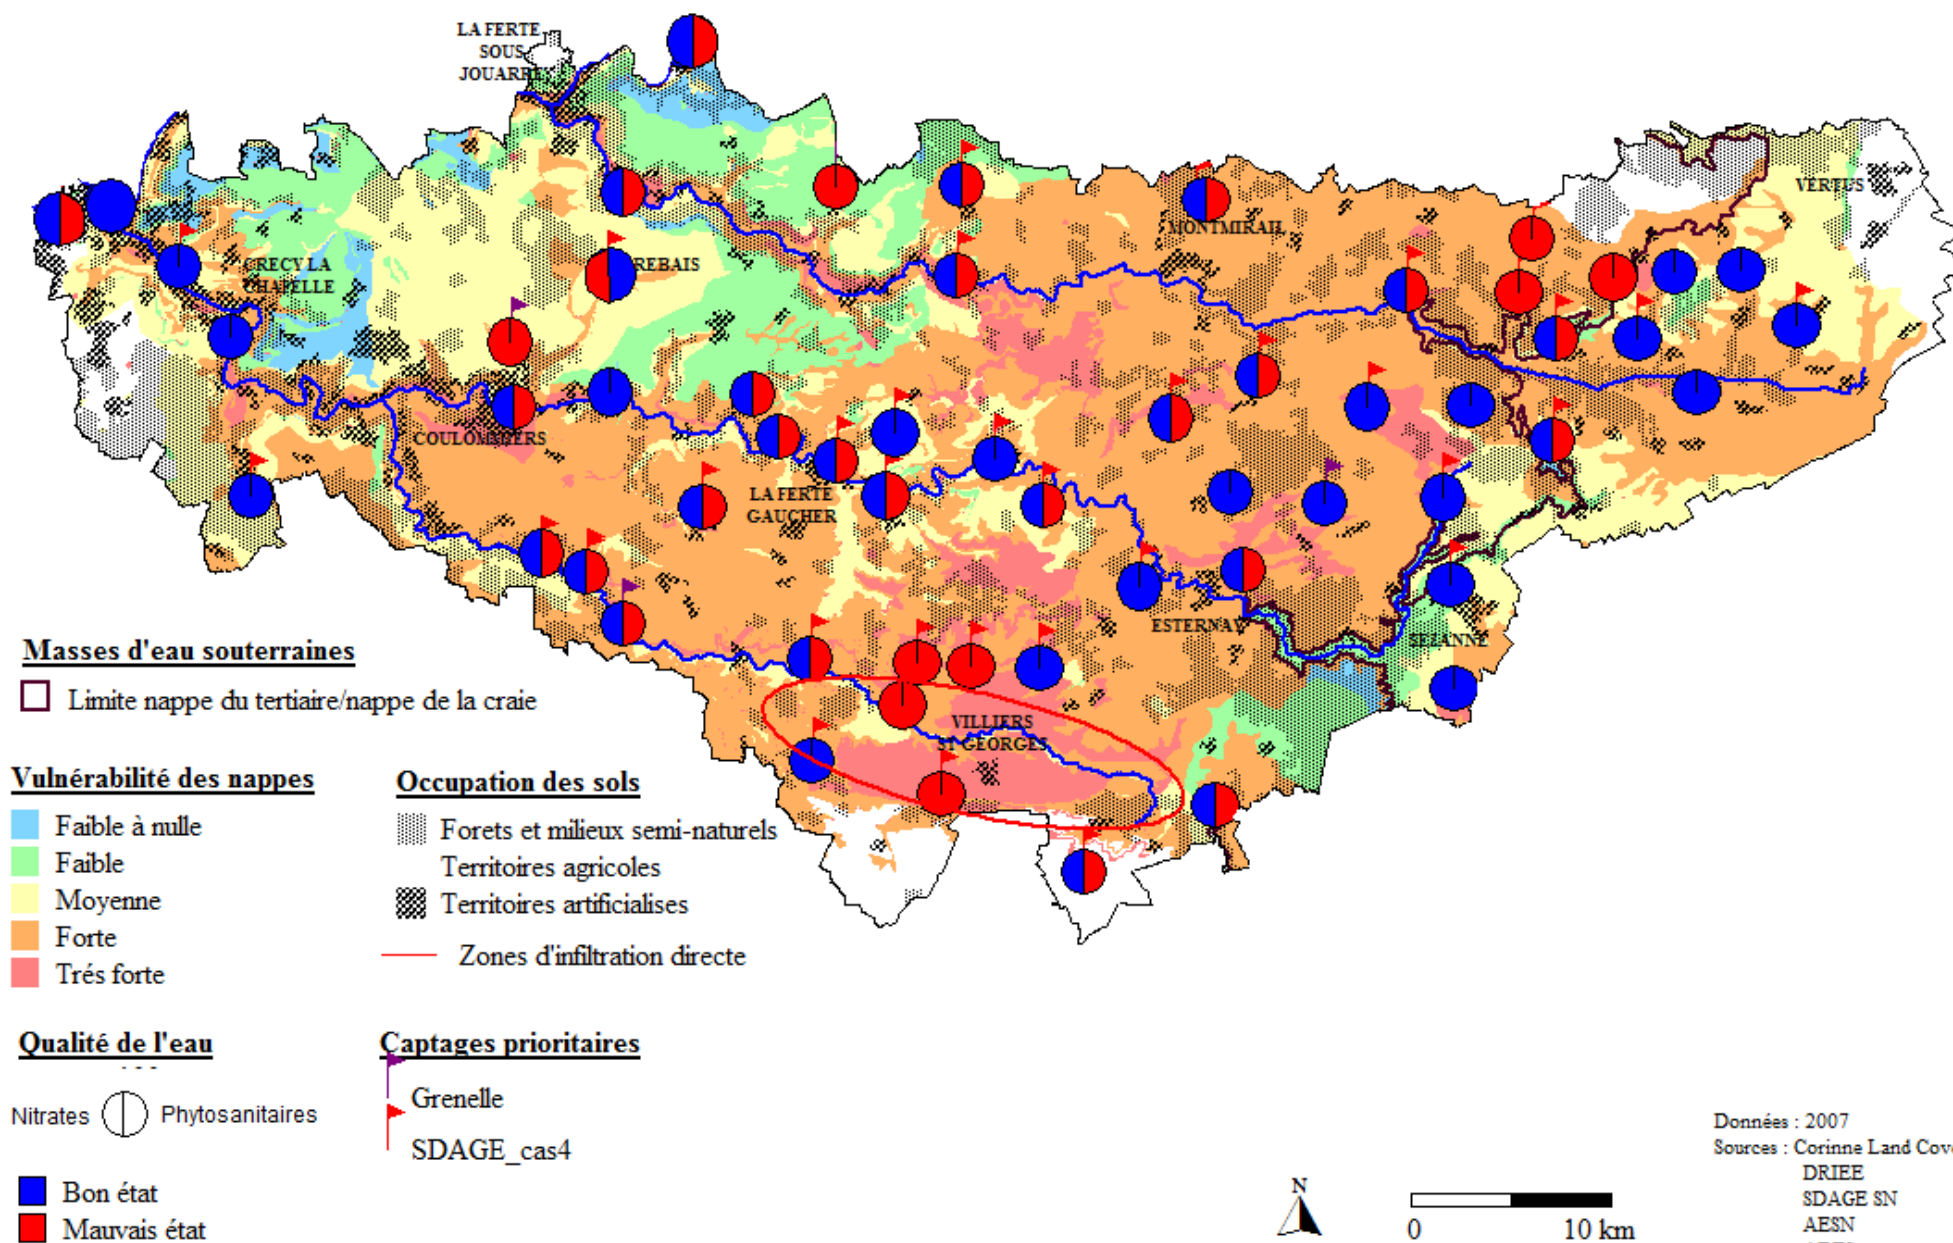 LA FERTE
SOUS
JOUARRE
VERTUS
MONTMIRAIL
CRECY LA
CHAPELLE
REBAIS
COULOMMIERS
LA FERTE
GAUCHER
ESTERNAY
SEZANNE
VILLIERS
ST GEORGES
Masses d'eau souterraines
Limite nappe du tertiaire/nappe de la craie
Vulnérabilité des nappes
Faible à nulle
Faible
Moyenne
Forte
Trés forte
Occupation des sols
Forets et milieux semi-naturels
Territoires agricoles
Territoires artificialises
Zones d'infiltration directe
Qualité de l'eau
Nitrates Phytosanitaires
Bon état
Mauvais état
Captages prioritaires
Grenelle
SDAGE_cas4
N
0 10 km
Données : 2007
Sources : Corinne Land Cov
DRIEE
SDAGE SN
AESN